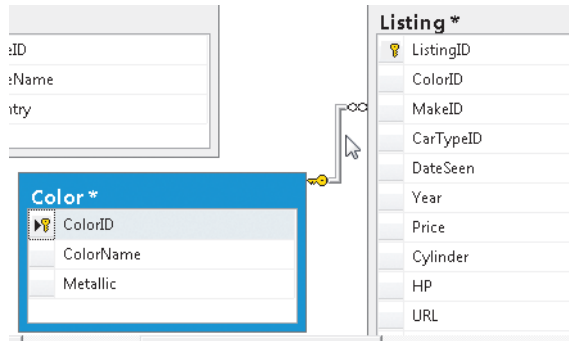 eID
eName
ntry
Listing *
ListingID
ColorID
MakeID
CarTypeID
DateSeen
Year
Price
Cylinder
HP
URL
Color *
ColorID
ColorName
Metallic